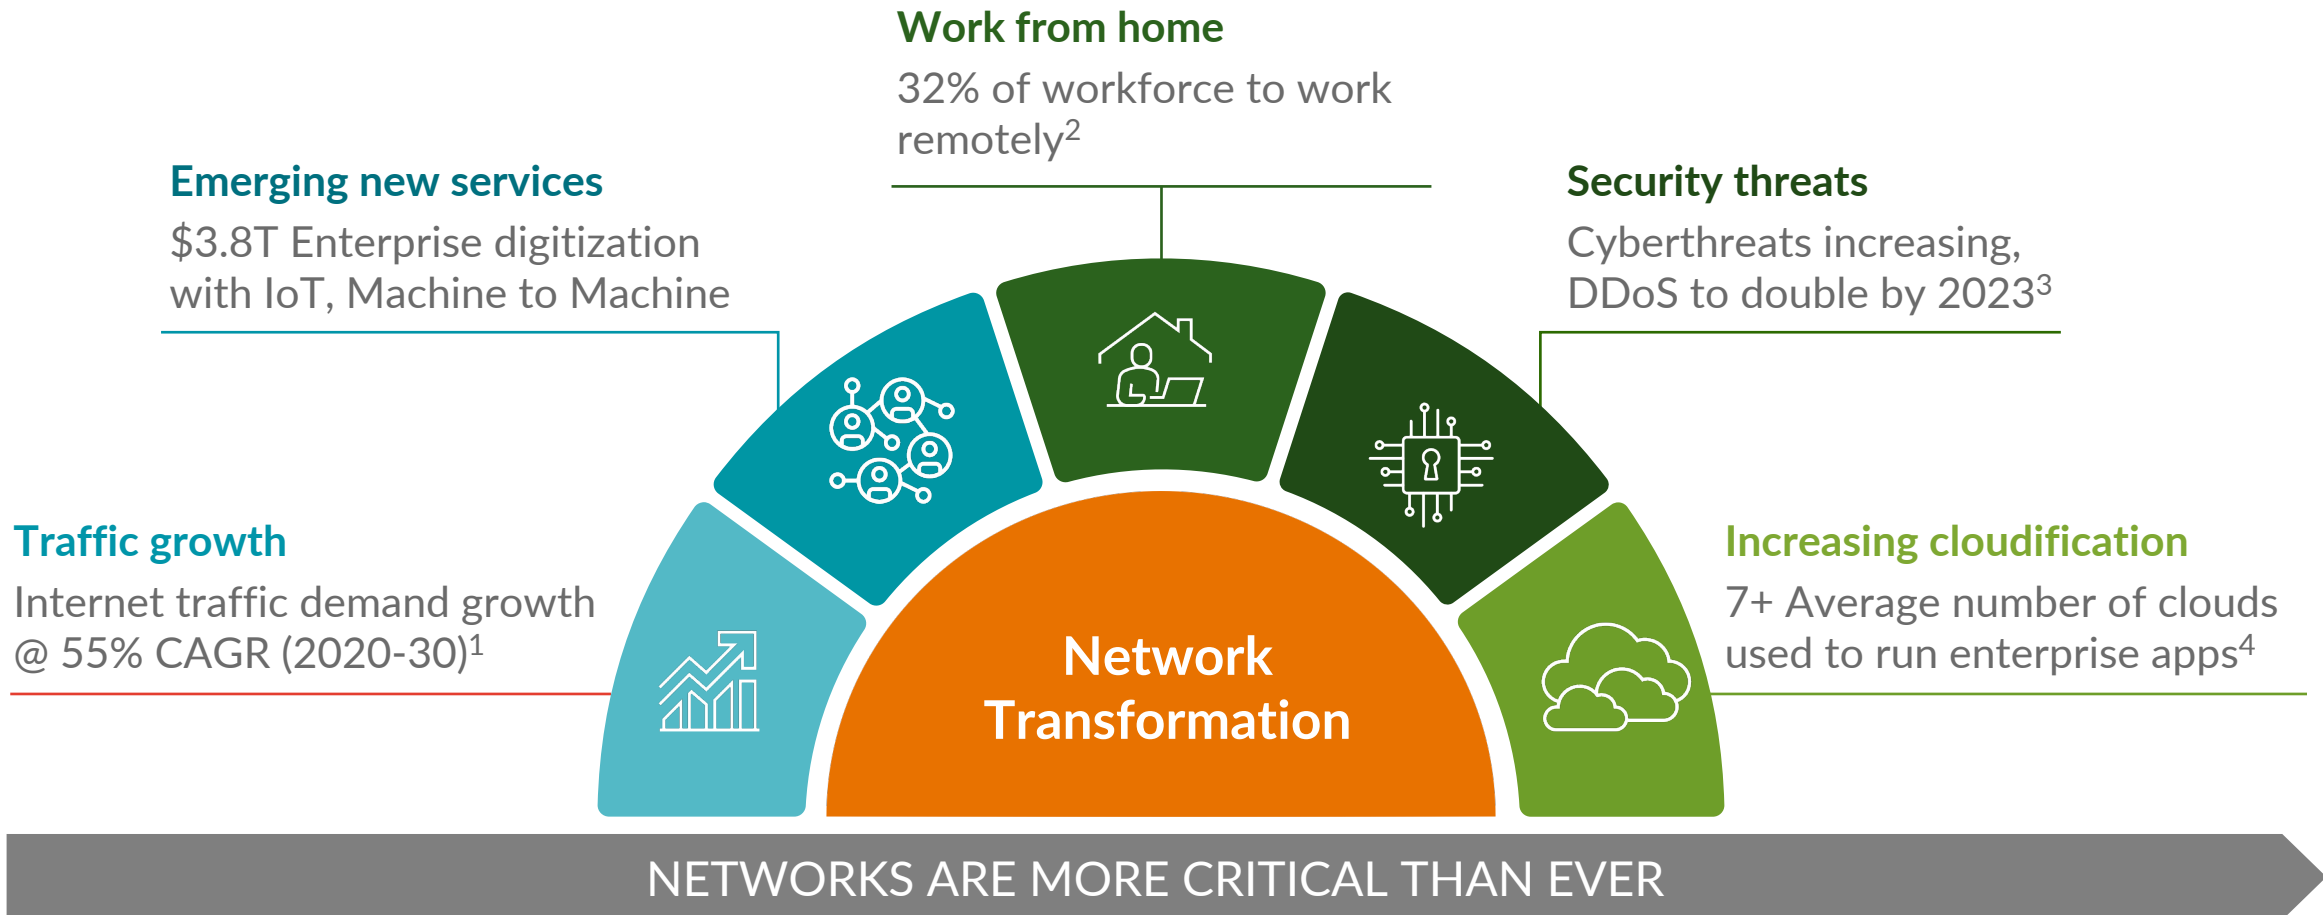 Work from home
32% of workforce to work
remotely²
Emerging new services
$3.8T Enterprise digitization
with IoT, Machine to Machine
Security threats
Cyberthreats increasing,
DDoS to double by 2023³
Traffic growth
Internet traffic demand growth
@ 55% CAGR (2020-30)¹
Increasing cloudification
7+ Average number of clouds
used to run enterprise apps⁴
Network
Transformation
NETWORKS ARE MORE CRITICAL THAN EVER